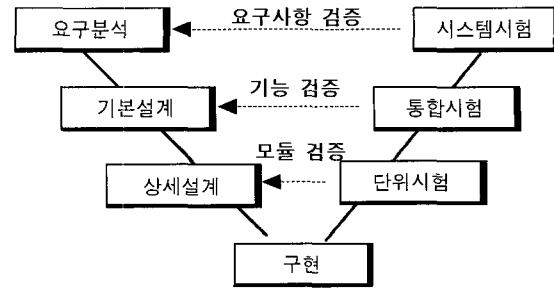 요구분석
요구사항 검증
시스템시험
기본설계
기능 검증
통합시험
상세설계
모듈 검증
단위시험
구현